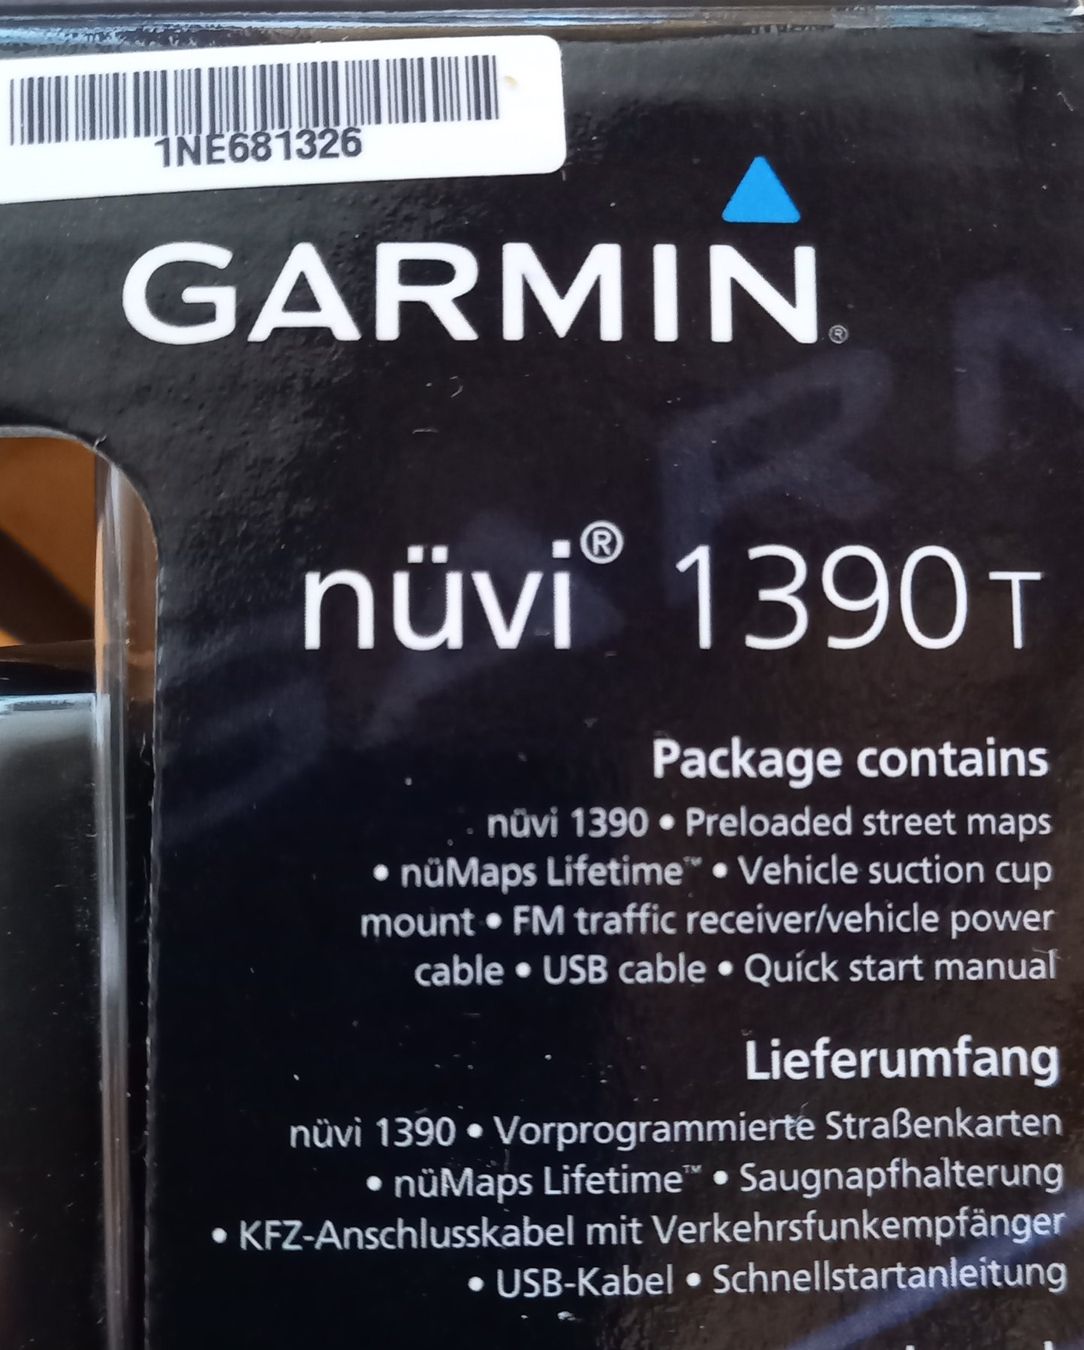 1NE681326
GARMIN®
nüvi® 1390T
Package contains
nüvi 1390 • Preloaded street maps
• nüMaps Lifetime™ • Vehicle suction cup
mount • FM traffic receiver/vehicle power
cable • USB cable • Quick start manual
Lieferumfang
nüvi 1390 • Vorprogrammierte Straßenkarten
• nüMaps Lifetime™ • Saugnapfhalterung
• KFZ-Anschlusskabel mit Verkehrsfunkempfänger
• USB-Kabel • Schnellstartanleitung